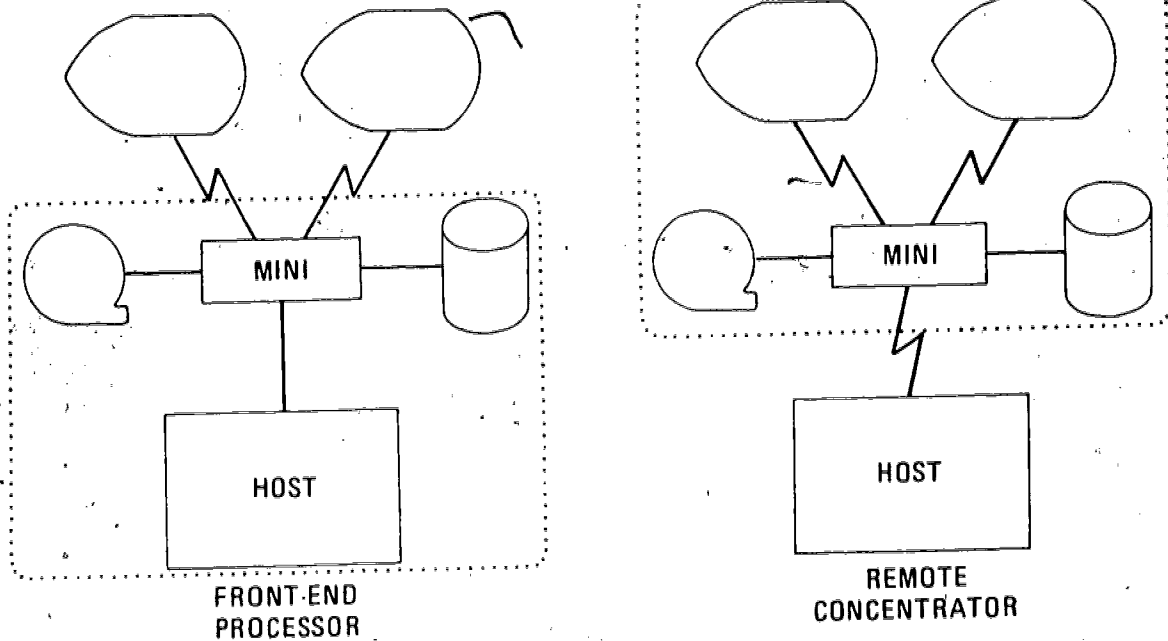 MINI
HOST
FRONT-END
PROCESSOR
MINI
HOST
REMOTE
CONCENTRATOR